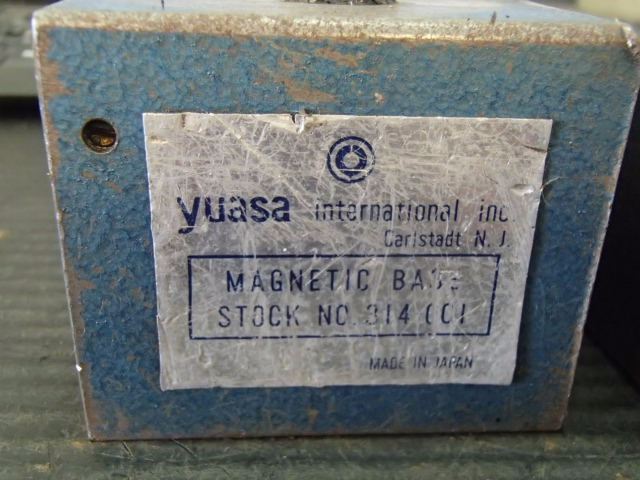 yuasa international inc.
Carlstadt N. J.
MAGNETIC BASE
STOCK NO. 314
MADE IN JAPAN